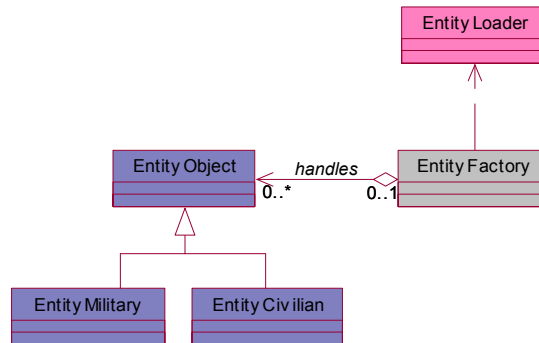 Entity Loader
Entity Object
handles
Entity Factory
0..*
0..1
Entity Military
Entity Civilian